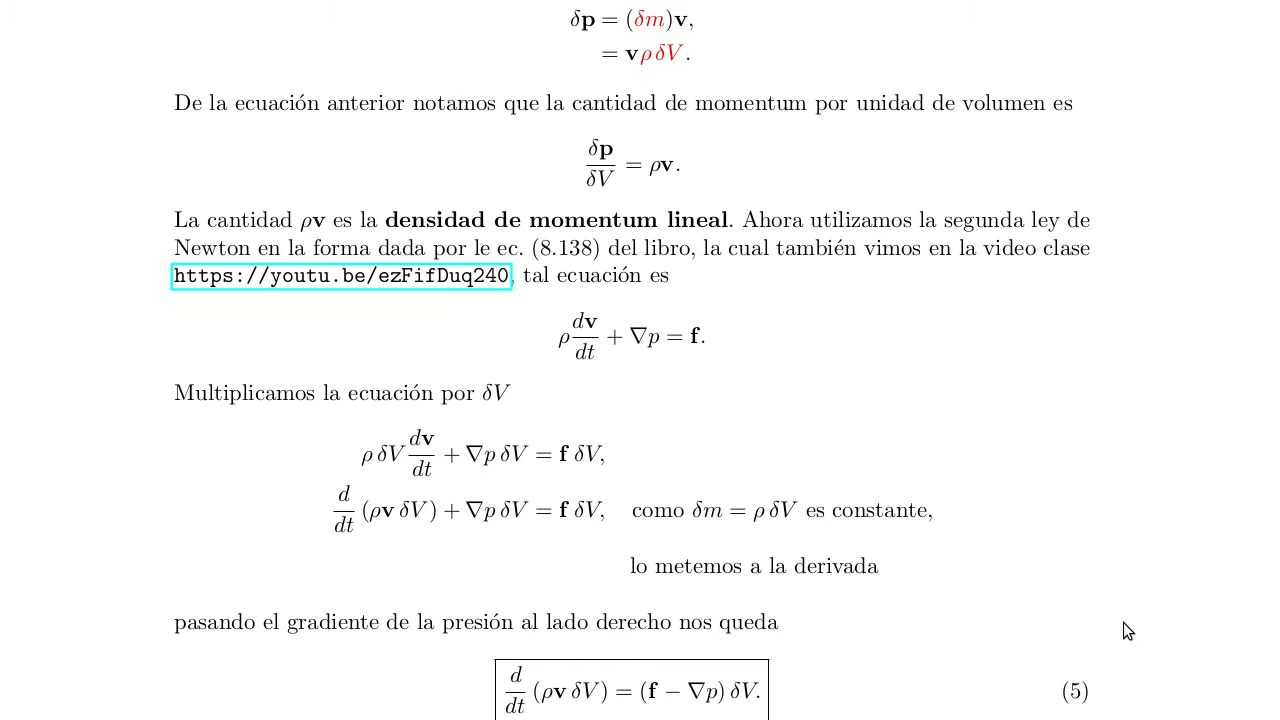 δp = (δm)v,
= vρ δV.
De la ecuación anterior notamos que la cantidad de momentum por unidad de volumen es
δp/δV = ρv.
La cantidad ρv es la densidad de momentum lineal. Ahora utilizamos la segunda ley de
Newton en la forma dada por le ec. (8.138) del libro, la cual también vimos en la video clase
https://youtu.be/ezFifDuq240, tal ecuación es
ρ dv/dt + ∇p = f.
Multiplicamos la ecuación por δV
ρ δV dv/dt + ∇p δV = f δV,
d/dt (ρv δV) + ∇p δV = f δV, como δm = ρ δV es constante,
lo metemos a la derivada
pasando el gradiente de la presión al lado derecho nos queda
d/dt (ρv δV) = (f − ∇p) δV. (5)